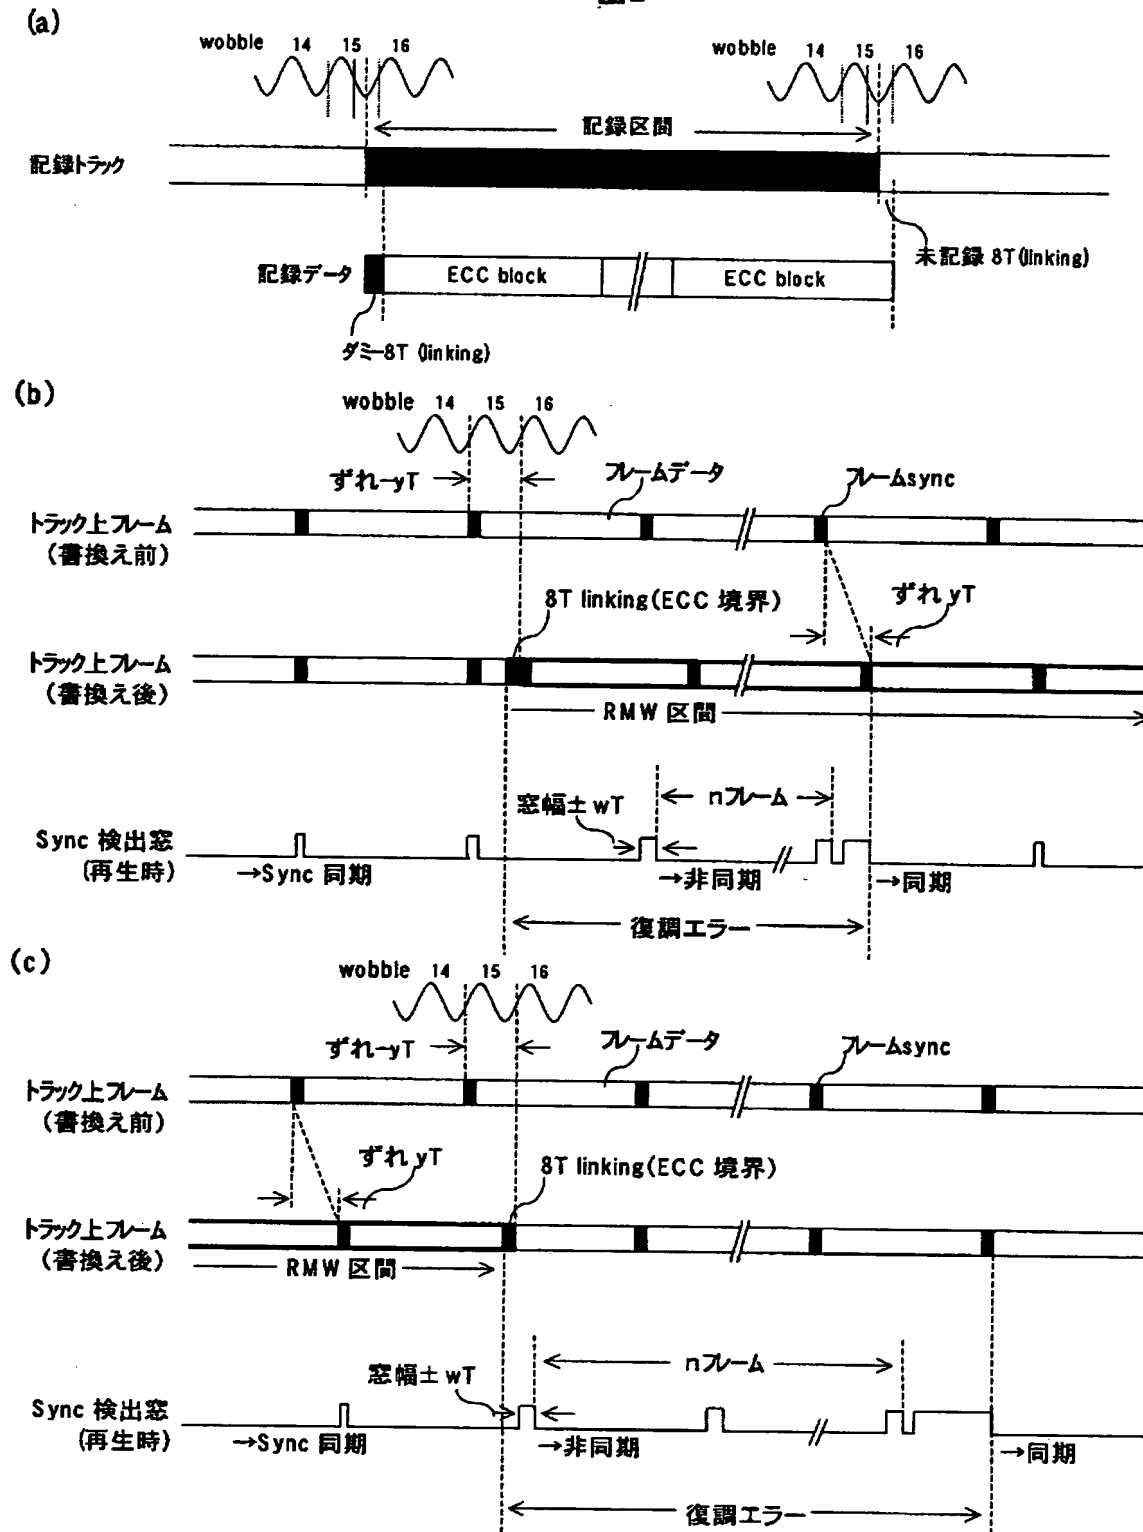 (a)
wobble 14 15 16
wobble 14 15 16
記録区間
記録トラック
未記録 8T(linking)
記録データ
ECC block
ECC block
ダミー8T (linking)
(b)
wobble 14 15 16
ずれ-yT
フレームデータ
フレームsync
トラック上フレーム
(書換え前)
8T linking(ECC 境界)
ずれ yT
トラック上フレーム
(書換え後)
RMW 区間
窓幅± wT
nフレーム
Sync 検出窓
(再生時)
→Sync 同期
→非同期
→同期
復調エラー
(c)
wobble 14 15 16
ずれ-yT
フレームデータ
フレームsync
トラック上フレーム
(書換え前)
ずれ yT
8T linking(ECC 境界)
トラック上フレーム
(書換え後)
RMW 区間
窓幅± wT
nフレーム
Sync 検出窓
(再生時)
→Sync 同期
→非同期
→同期
復調エラー